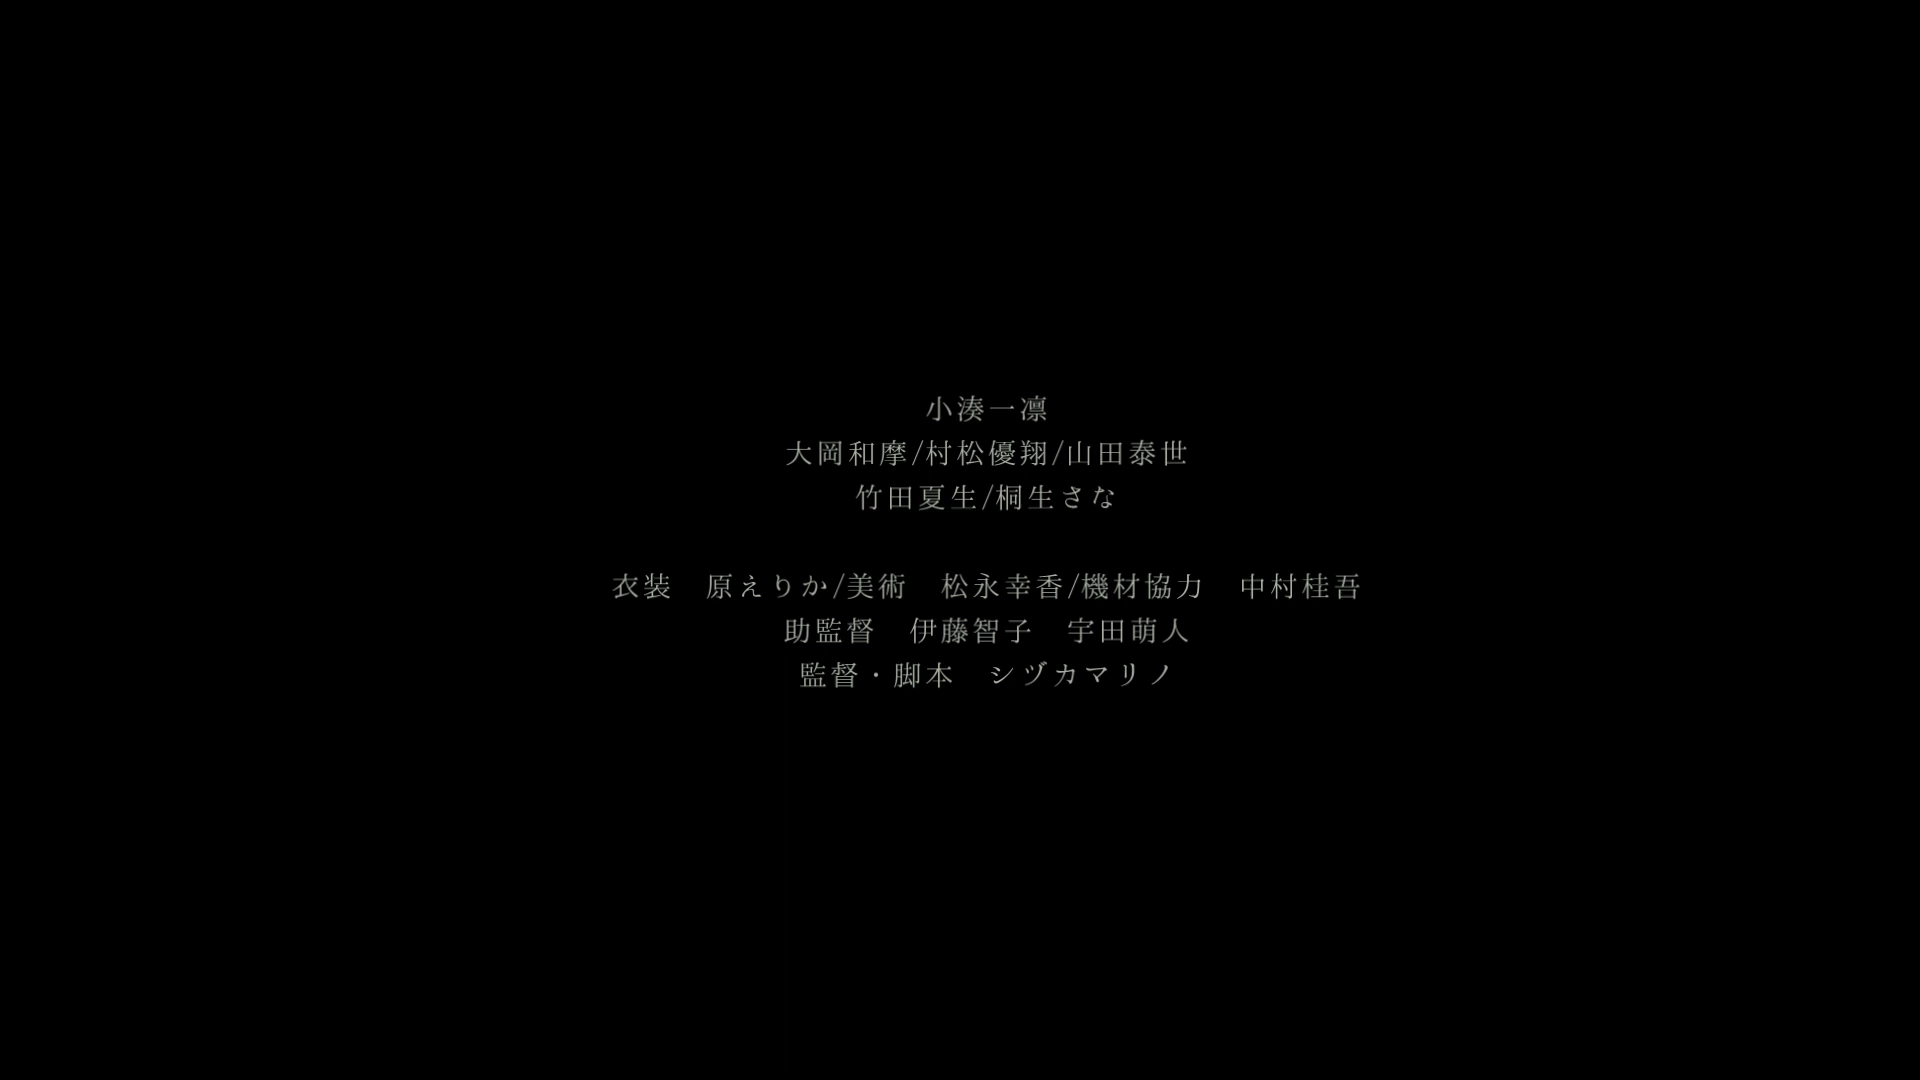 小湊一凛
大岡和摩/村松優翔/山田泰世
竹田夏生/桐生さな
衣装　原えりか/美術　松永幸香/機材協力　中村桂吾
助監督　伊藤智子　宇田萌人
監督・脚本　シヅカマリノ